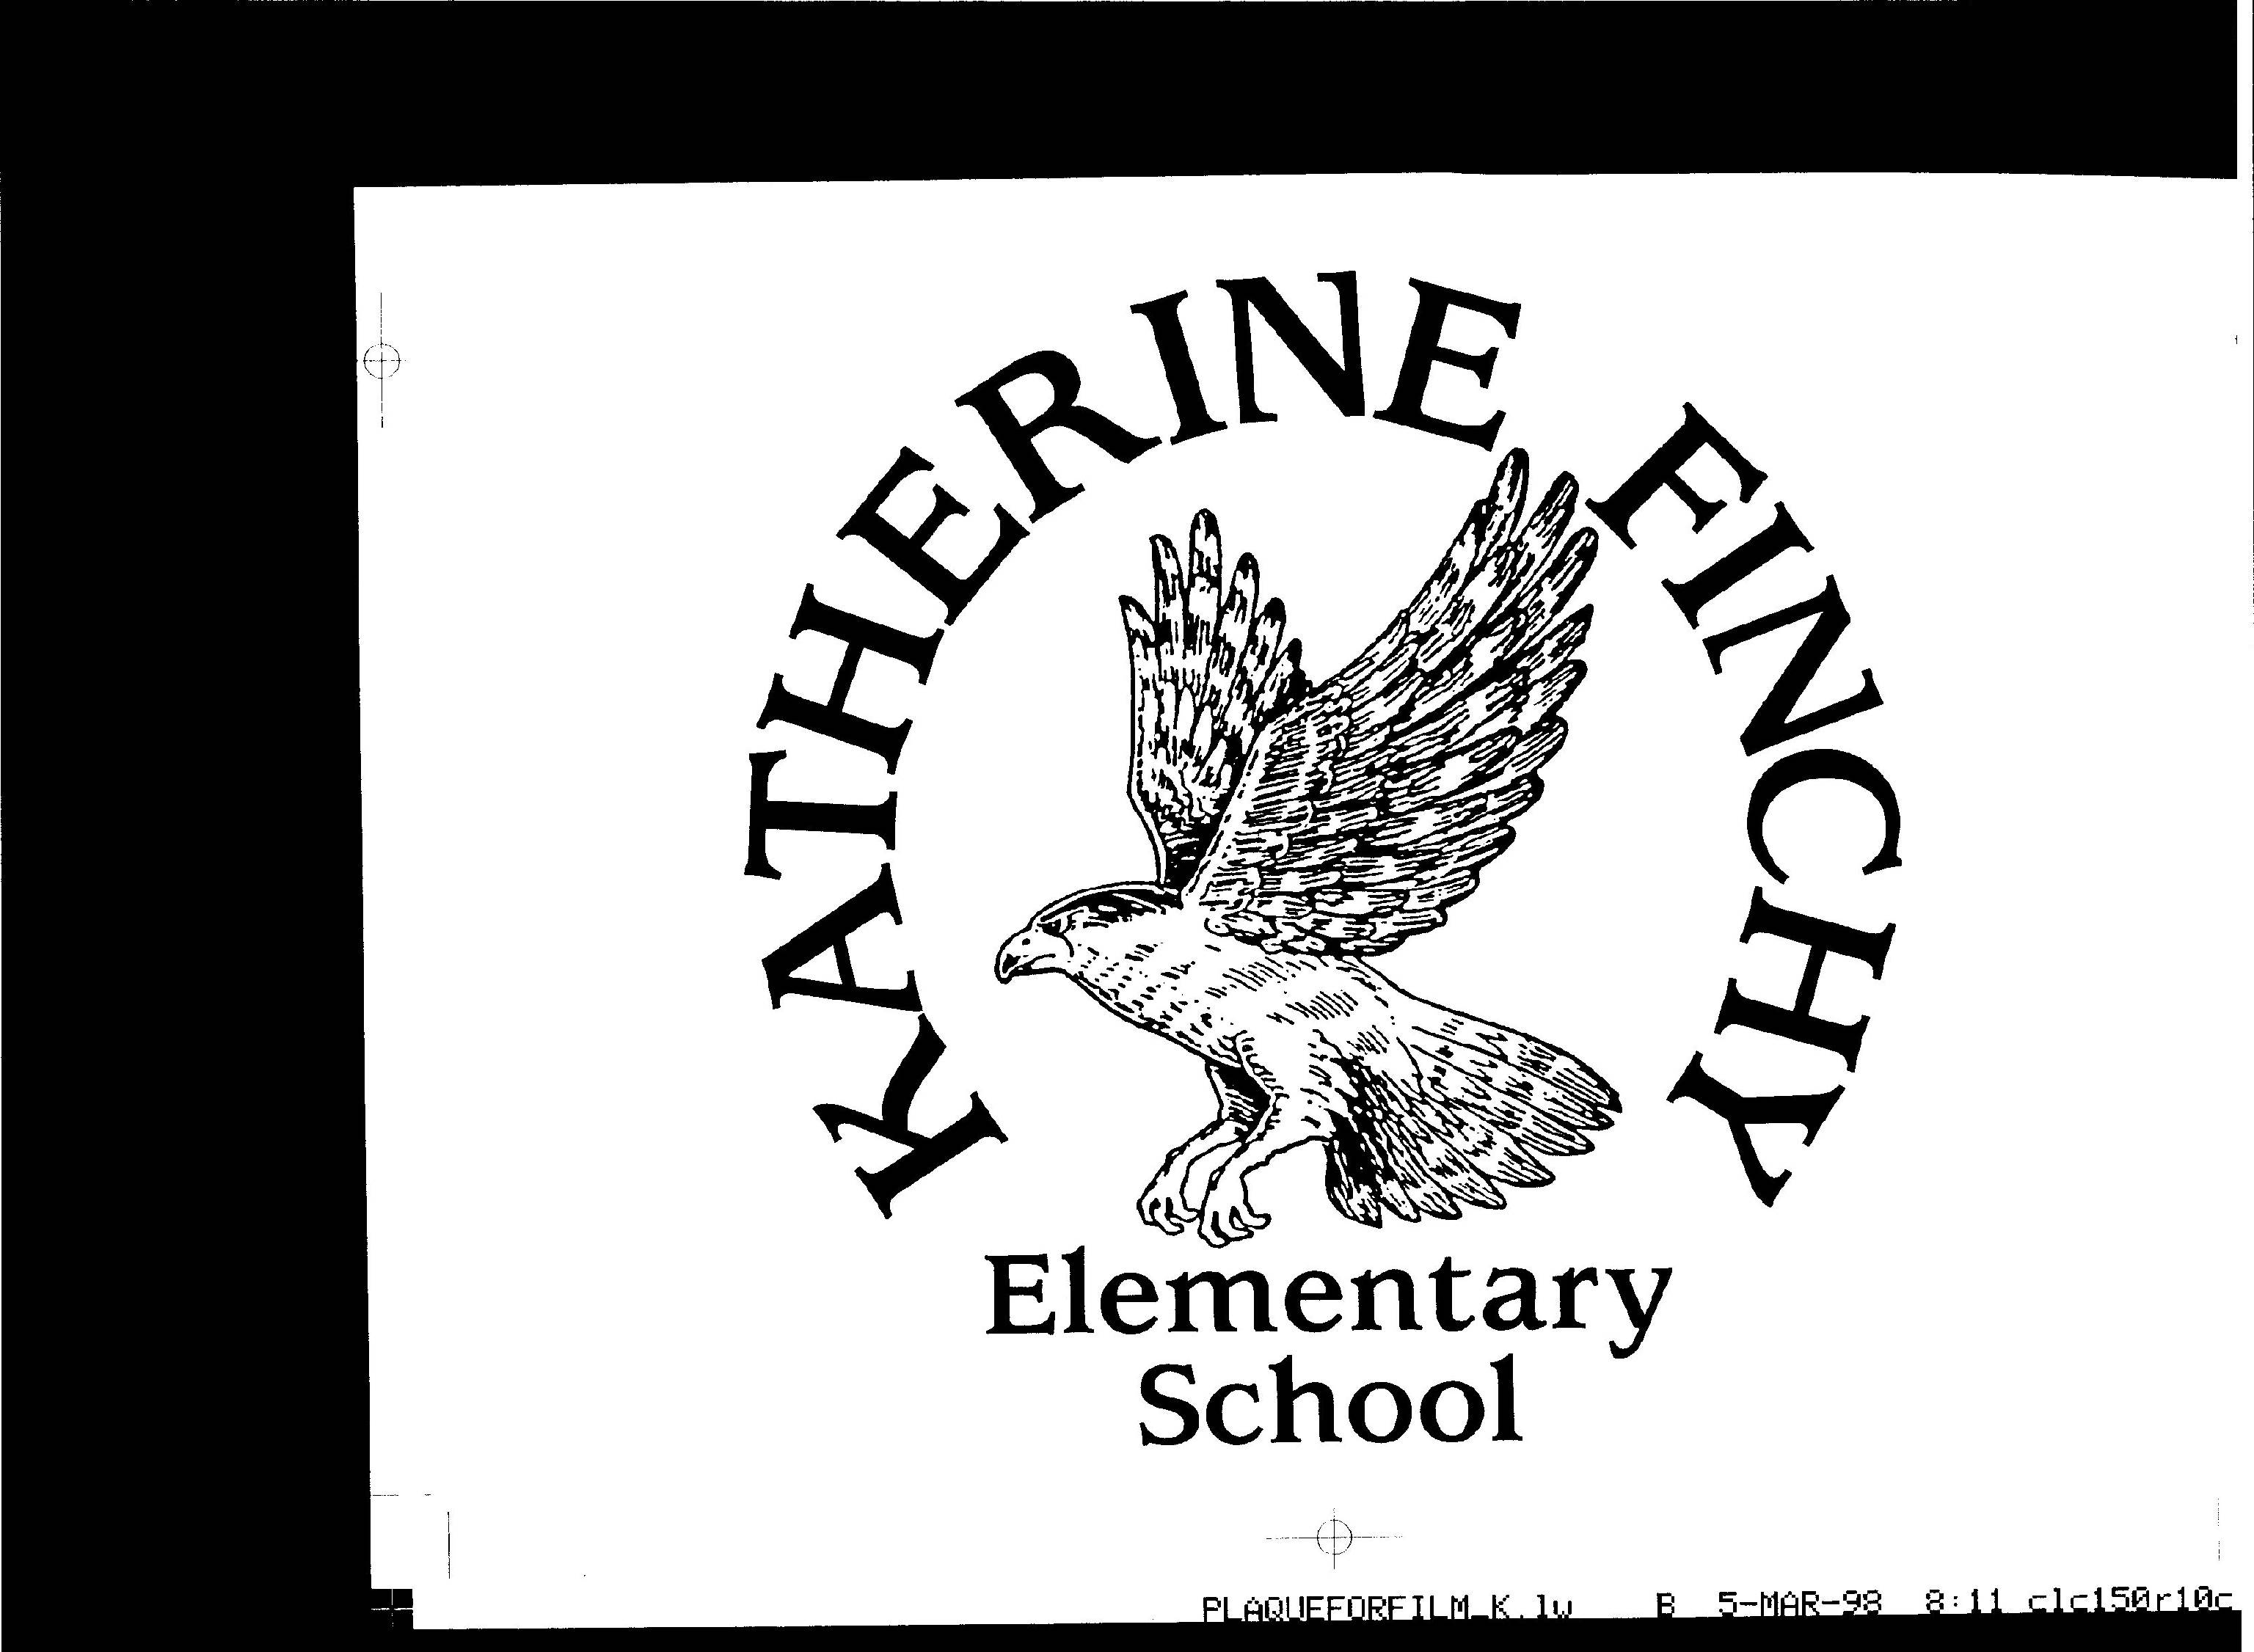 KATHERINE FINCHY
Elementary
School
PLAQUEFORFILM_K.lw B 5-MAR-98 8:11 clc150r10c